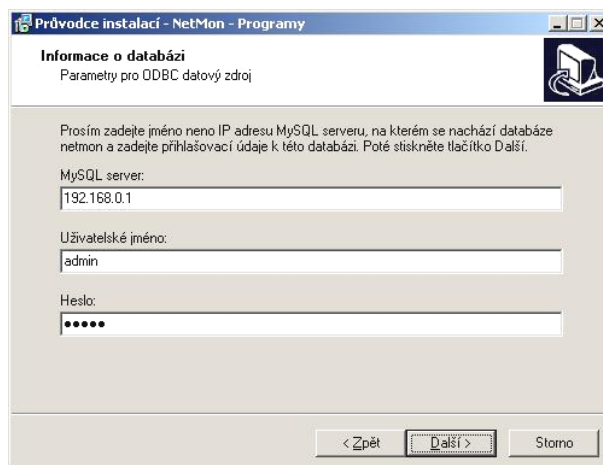 Průvodce instalací - NetMon - Programy
Informace o databázi
Parametry pro ODBC datový zdroj
Prosím zadejte jméno neno IP adresu MySQL serveru, na kterém se nachází databáze
netmon a zadejte přihlašovací údaje k této databázi. Poté stiskněte tlačítko Další.
MySQL server:
192.168.0.1
Uživatelské jméno:
admin
Heslo:
•••••
< Zpět
Další >
Storno